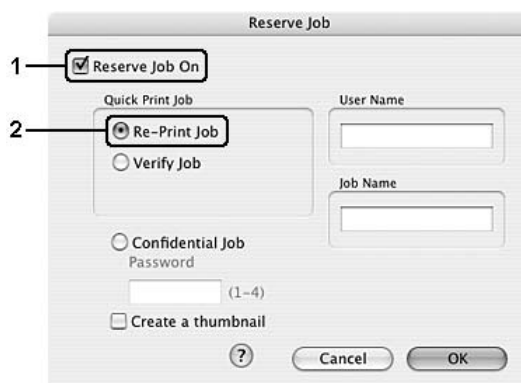 Reserve Job
1
Reserve Job On
Quick Print Job
User Name
2
Re-Print Job
Verify Job
Job Name
Confidential Job
Password
(1-4)
Create a thumbnail
?
Cancel
OK